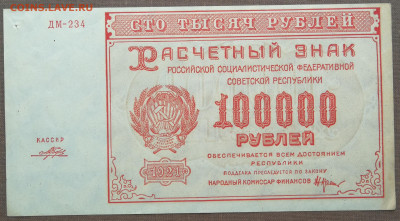 COINS.CAVE.RU
СТО ТЫСЯЧ РУБЛЕЙ
ДМ-234
РАСЧЕТНЫЙ ЗНАК
РОССИЙСКОЙ СОЦИАЛИСТИЧЕСКОЙ ФЕДЕРАТИВНОЙ
СОВЕТСКОЙ РЕСПУБЛИКИ
100000
РУБЛЕЙ
КАССИР
1921
ОБЕСПЕЧИВАЕТСЯ ВСЕМ ДОСТОЯНИЕМ
РЕСПУБЛИКИ
ПОДДЕЛКА ПРЕСЛЕДУЕТСЯ ПО ЗАКОНУ
НАРОДНЫЙ КОМИССАР ФИНАНСОВ